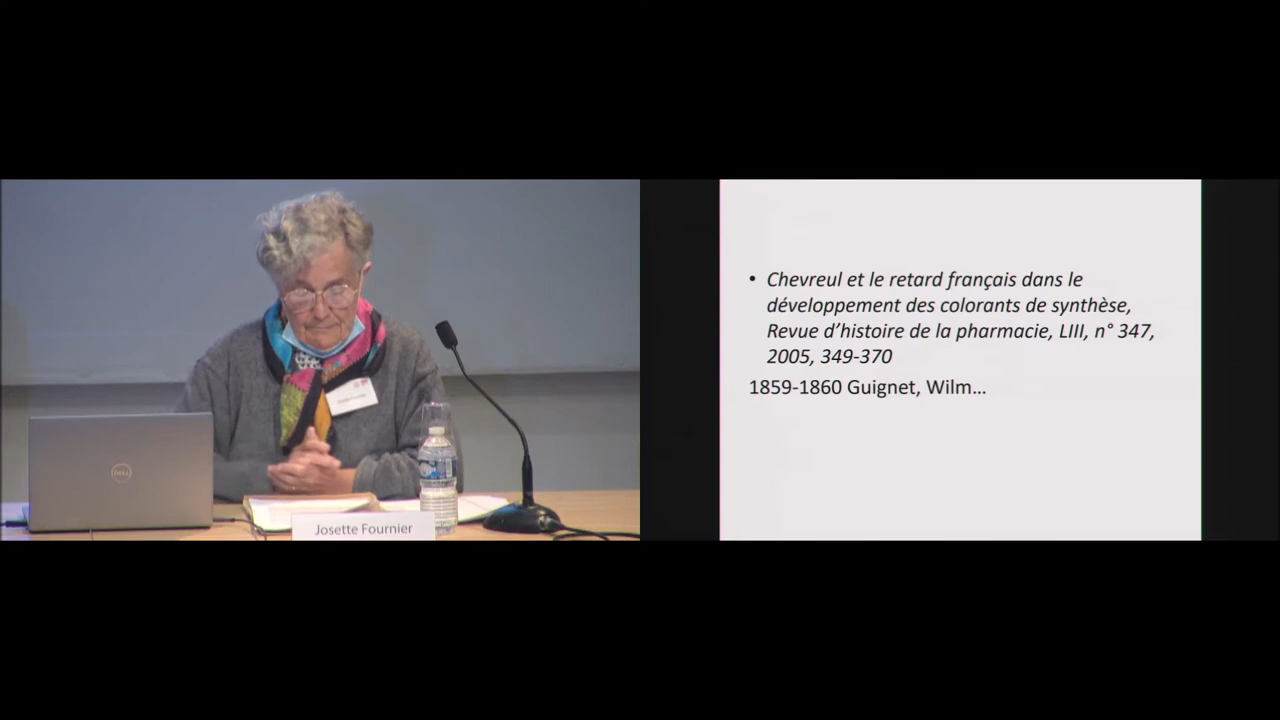 • Chevreul et le retard français dans le
développement des colorants de synthèse,
Revue d'histoire de la pharmacie, LIII, n° 347,
2005, 349-370
1859-1860 Guignet, Wilm...
DELL
Josette Fournier